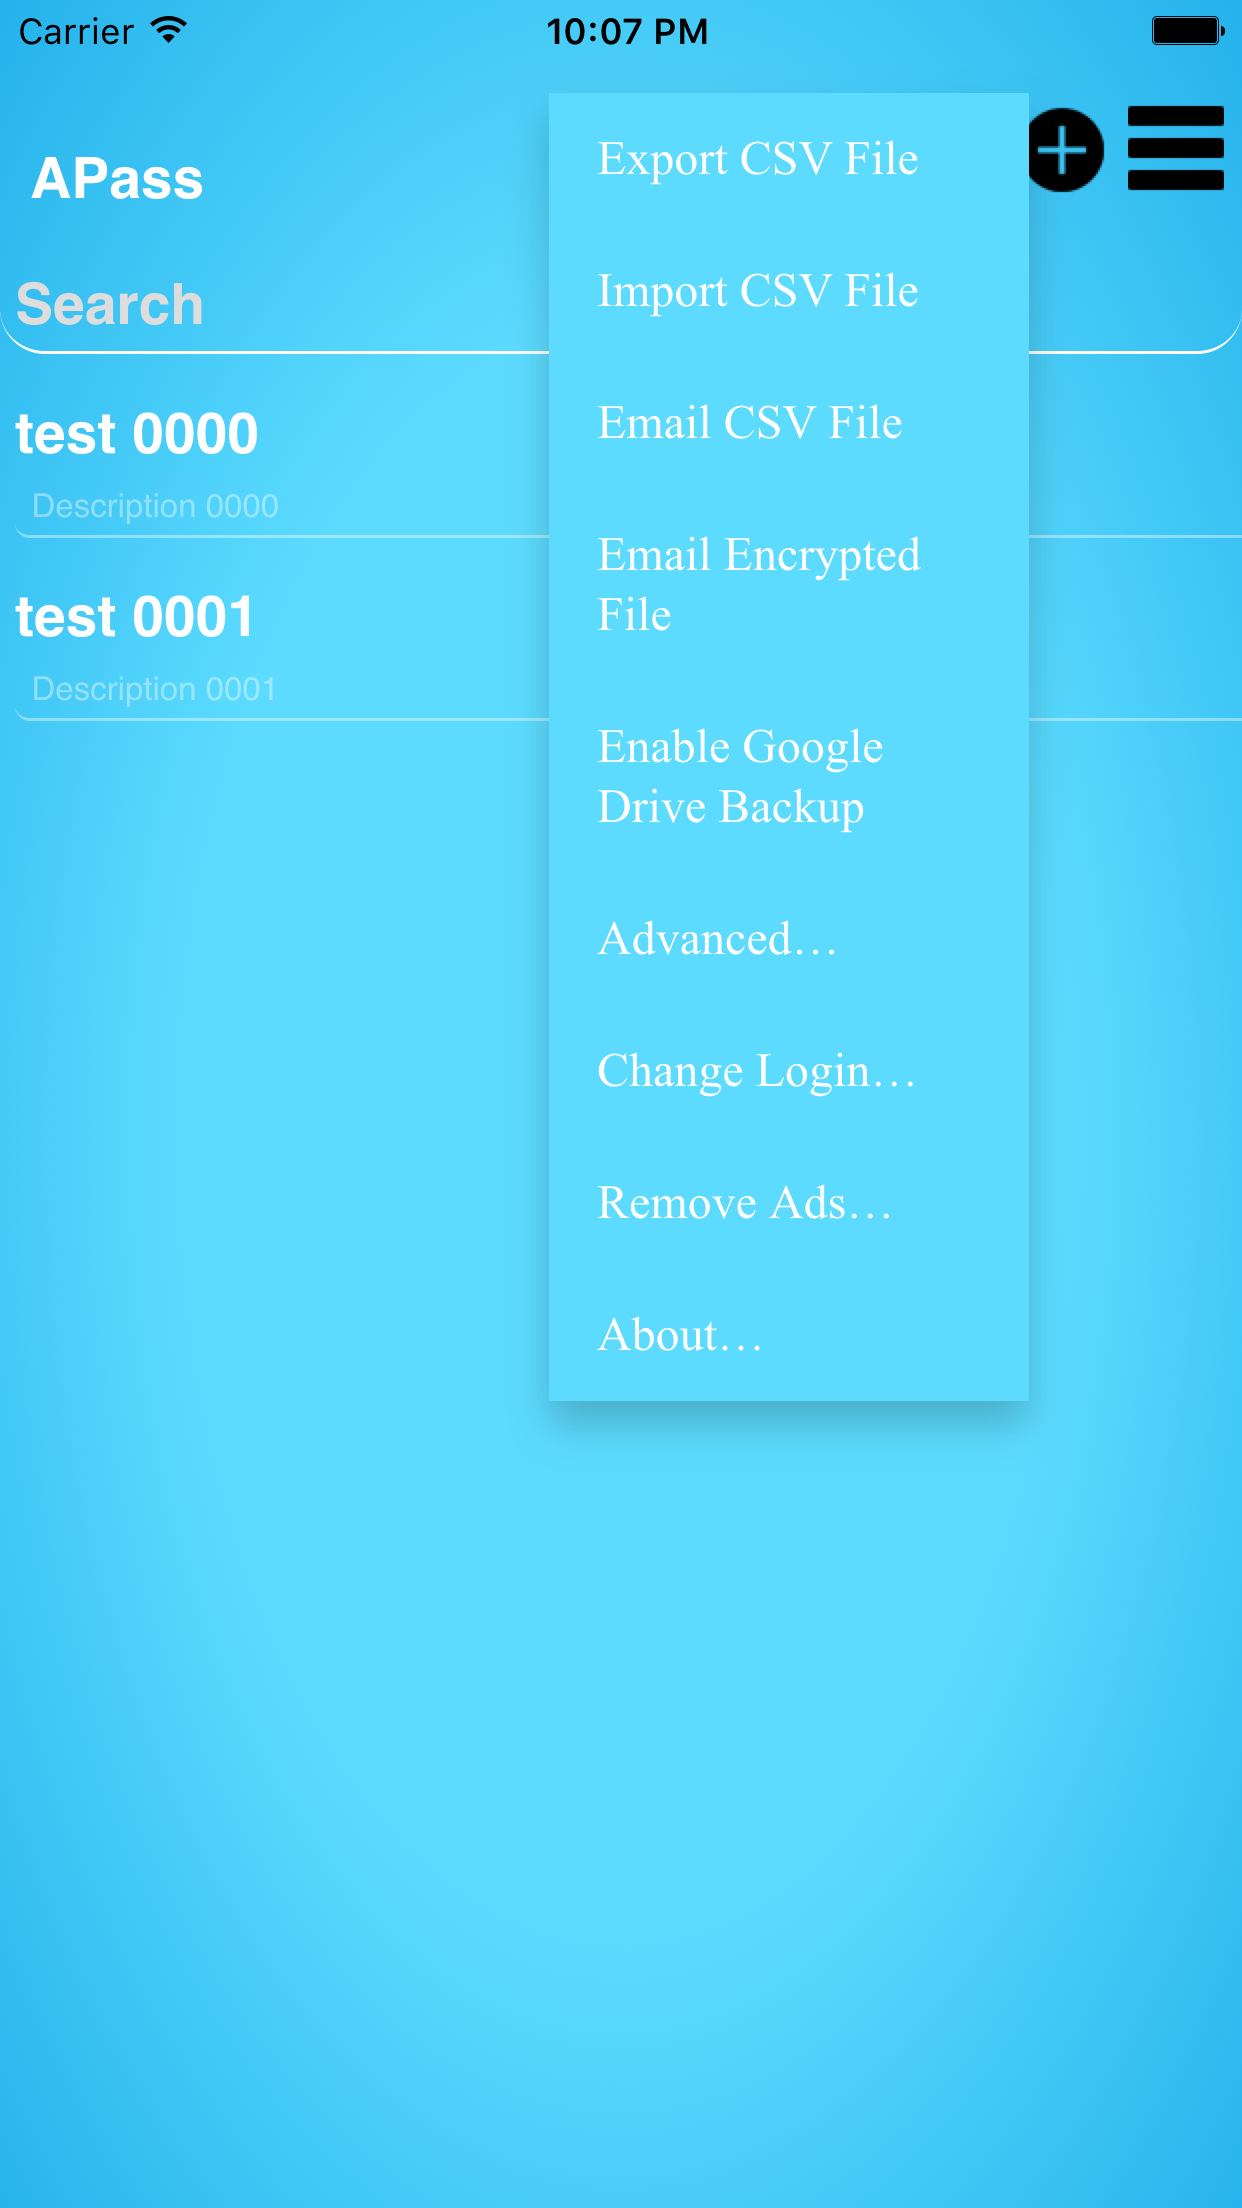 Carrier
10:07 PM
APass
Search
test 0000
Description 0000
test 0001
Description 0001
Export CSV File
Import CSV File
Email CSV File
Email Encrypted
File
Enable Google
Drive Backup
Advanced…
Change Login…
Remove Ads…
About…